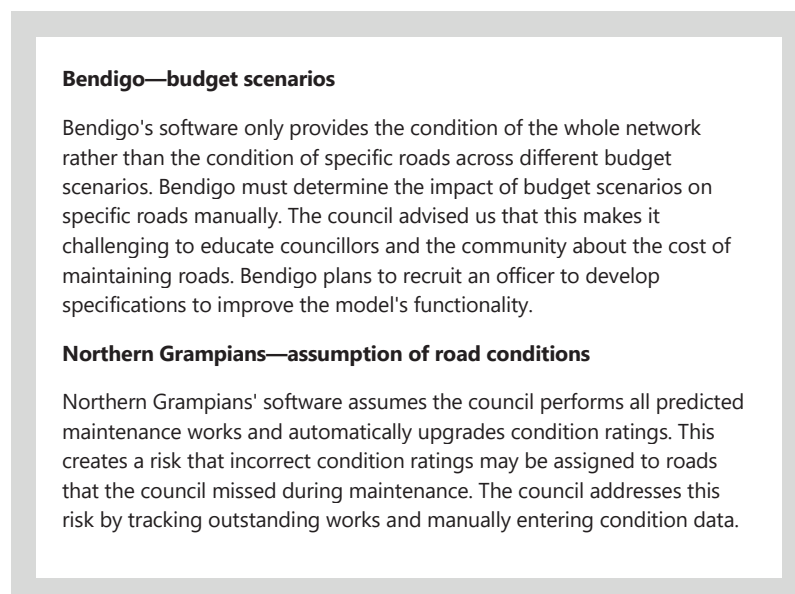 Bendigo—budget scenarios
Bendigo's software only provides the condition of the whole network
rather than the condition of specific roads across different budget
scenarios. Bendigo must determine the impact of budget scenarios on
specific roads manually. The council advised us that this makes it
challenging to educate councillors and the community about the cost of
maintaining roads. Bendigo plans to recruit an officer to develop
specifications to improve the model's functionality.
Northern Grampians—assumption of road conditions
Northern Grampians' software assumes the council performs all predicted
maintenance works and automatically upgrades condition ratings. This
creates a risk that incorrect condition ratings may be assigned to roads
that the council missed during maintenance. The council addresses this
risk by tracking outstanding works and manually entering condition data.